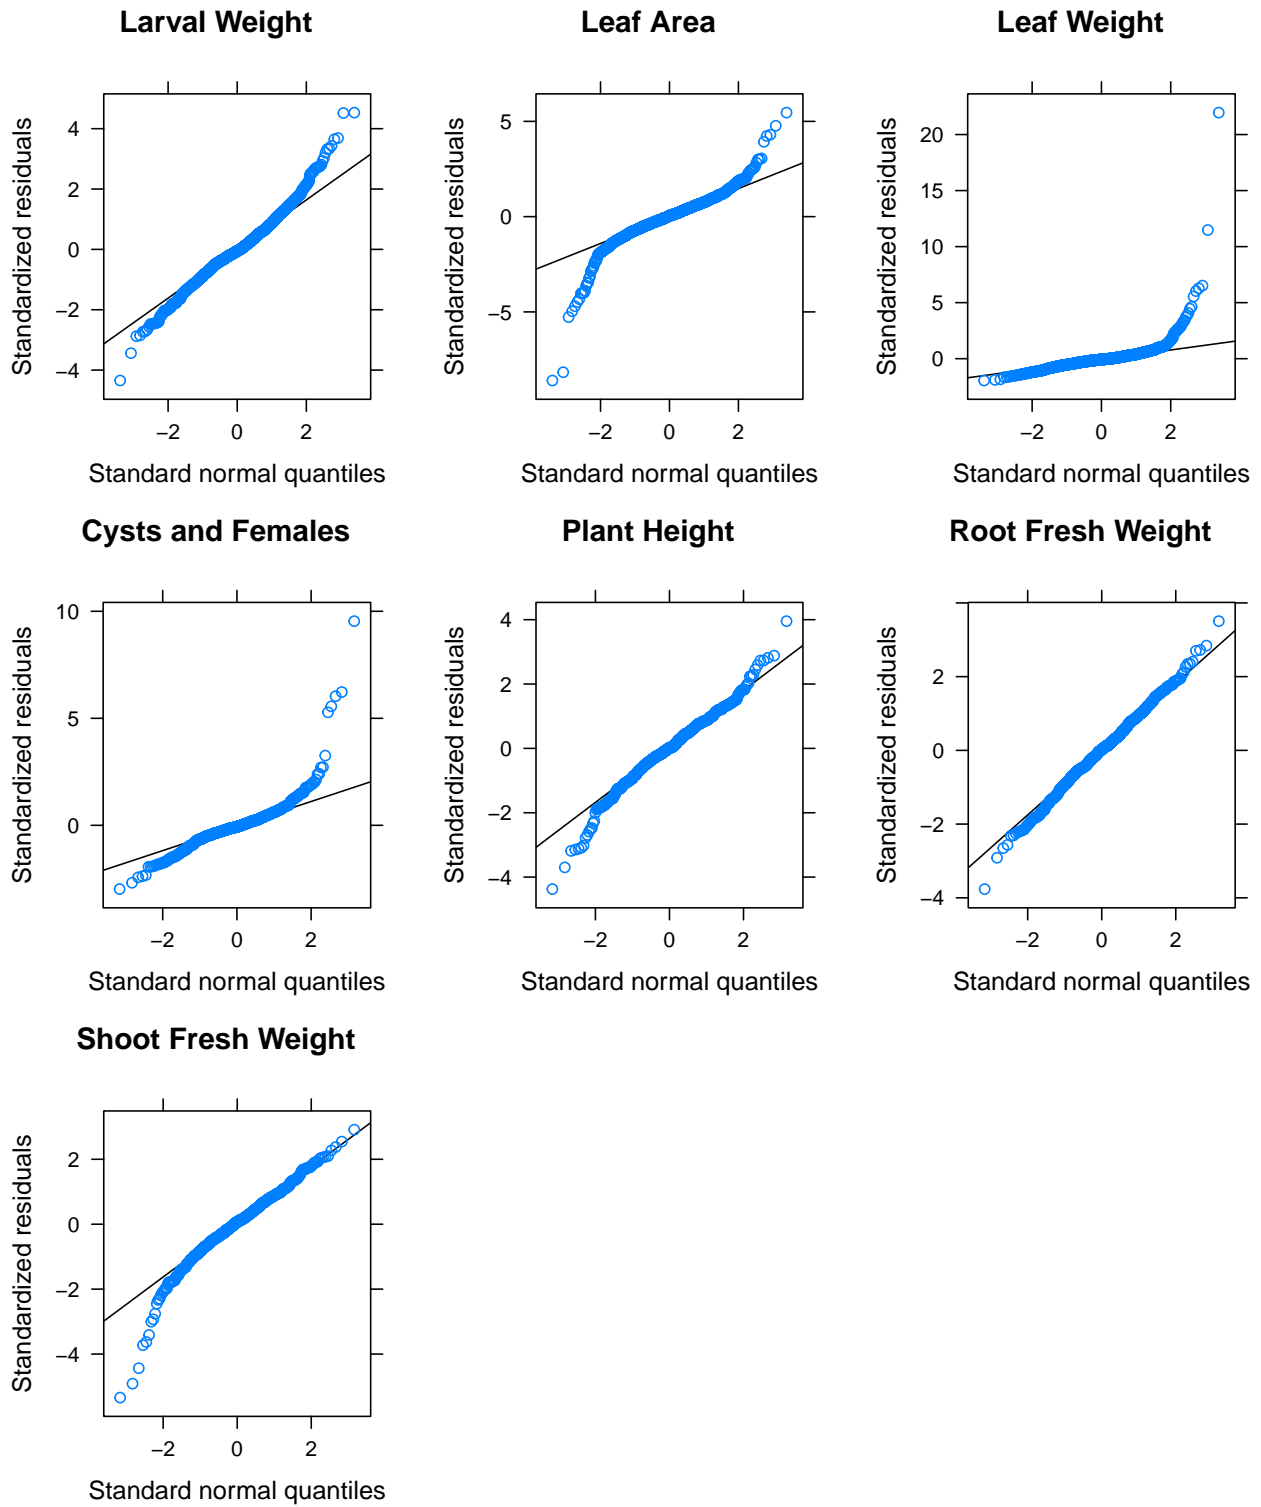 Larval Weight
Leaf Area
Leaf Weight
Standardized residuals
4
2
0
−2
−4
−2 0 2
Standard normal quantiles
Standardized residuals
5
0
−5
−2 0 2
Standard normal quantiles
Standardized residuals
20
15
10
5
0
−2 0 2
Standard normal quantiles
Cysts and Females
Plant Height
Root Fresh Weight
Standardized residuals
10
5
0
−2 0 2
Standard normal quantiles
Standardized residuals
4
2
0
−2
−4
−2 0 2
Standard normal quantiles
Standardized residuals
2
0
−2
−4
−2 0 2
Standard normal quantiles
Shoot Fresh Weight
Standardized residuals
2
0
−2
−4
−2 0 2
Standard normal quantiles